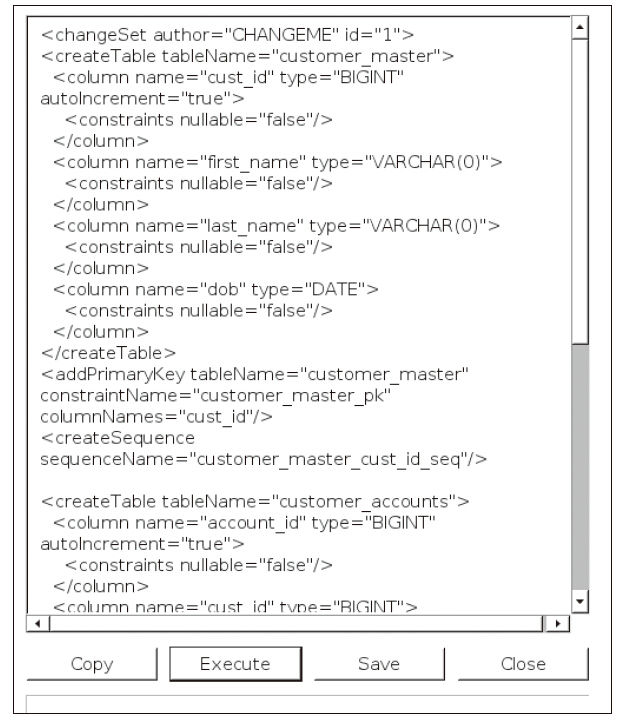 <changeSet author="CHANGEME" id="1">
<createTable tableName="customer_master">
  <column name="cust_id" type="BIGINT"
autoIncrement="true">
    <constraints nullable="false"/>
  </column>
  <column name="first_name" type="VARCHAR(0)">
    <constraints nullable="false"/>
  </column>
  <column name="last_name" type="VARCHAR(0)">
    <constraints nullable="false"/>
  </column>
  <column name="dob" type="DATE">
    <constraints nullable="false"/>
  </column>
</createTable>
<addPrimaryKey tableName="customer_master"
constraintName="customer_master_pk"
columnNames="cust_id"/>
<createSequence
sequenceName="customer_master_cust_id_seq"/>

<createTable tableName="customer_accounts">
  <column name="account_id" type="BIGINT"
autoIncrement="true">
    <constraints nullable="false"/>
  </column>
  <column name="cust_id" type="BIGINT">
Copy Execute Save Close